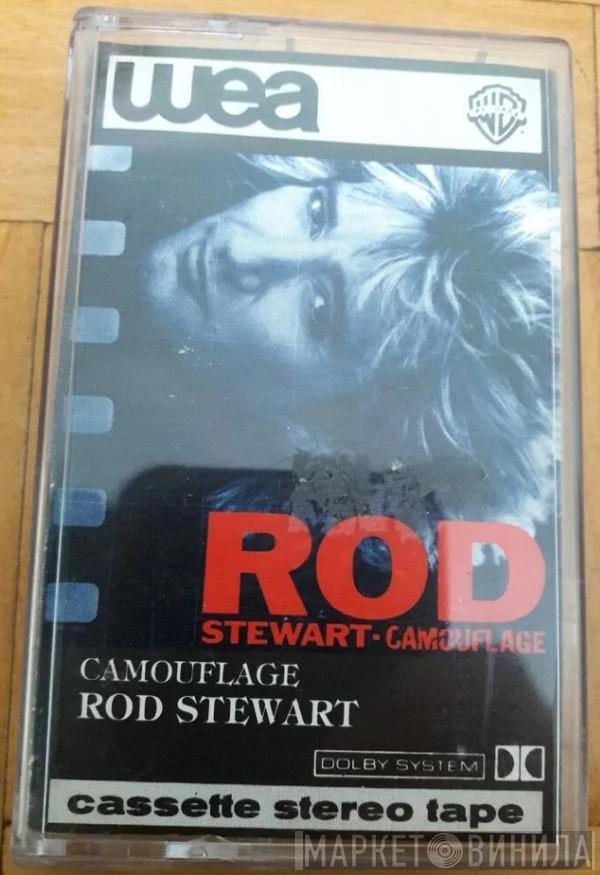 wea
ROD
STEWART-CAMOUFLAGE
CAMOUFLAGE
ROD STEWART
DOLBY SYSTEM
cassette stereo tape
МАРКЕТ ВИНИЛА